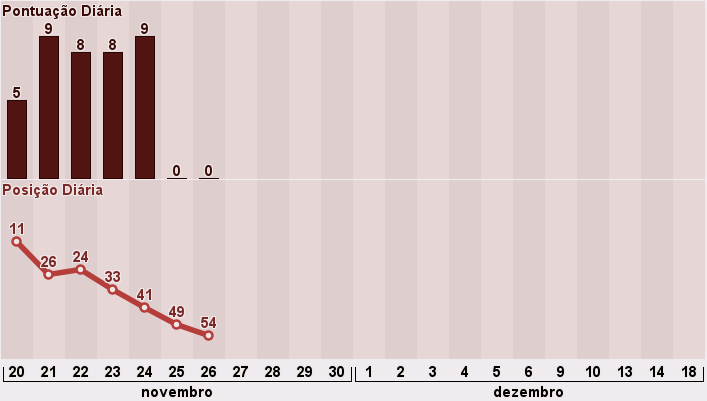 Pontuação Diária
5 9 8 8 9 0 0
Posição Diária
11 26 24 33 41 49 54
20 21 22 23 24 25 26 27 28 29 30 1 2 3 4 5 6 9 10 13 14 18
novembro dezembro